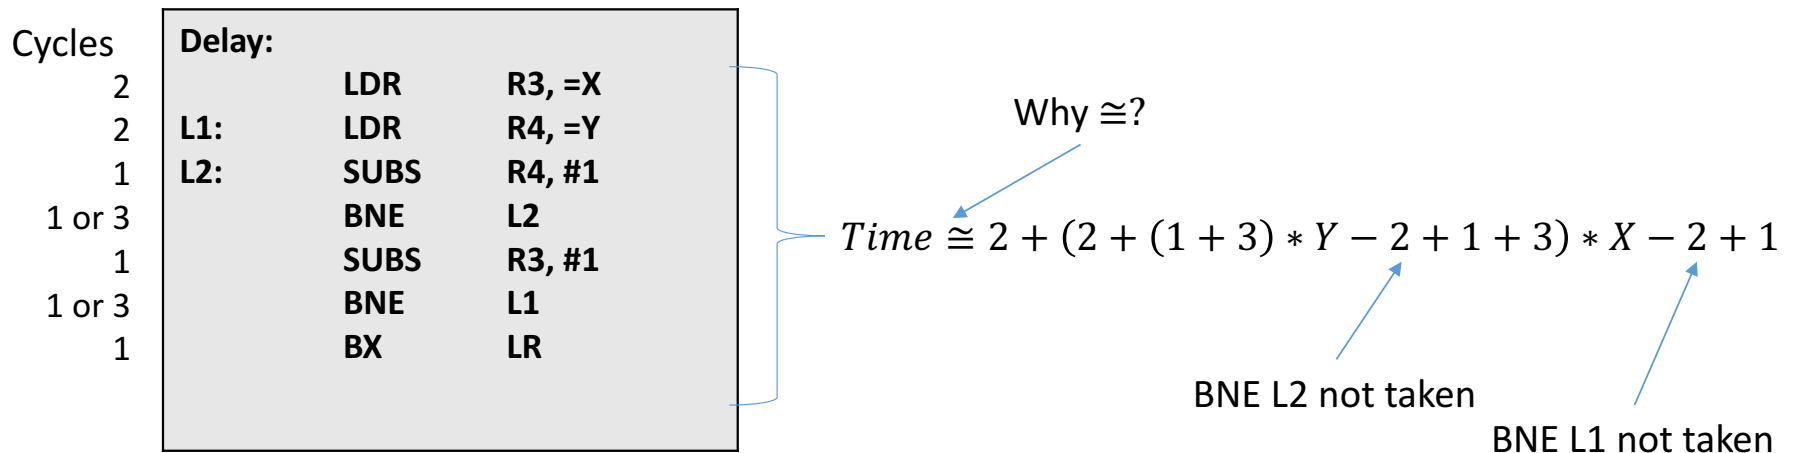 Cycles
Delay:
2 LDR R3, =X
2 L1: LDR R4, =Y
1 L2: SUBS R4, #1
1 or 3 BNE L2
1 SUBS R3, #1
1 or 3 BNE L1
1 BX LR
Why ≅?
Time ≅ 2 + (2 + (1 + 3) ∗ Y − 2 + 1 + 3) ∗ X − 2 + 1
BNE L2 not taken
BNE L1 not taken